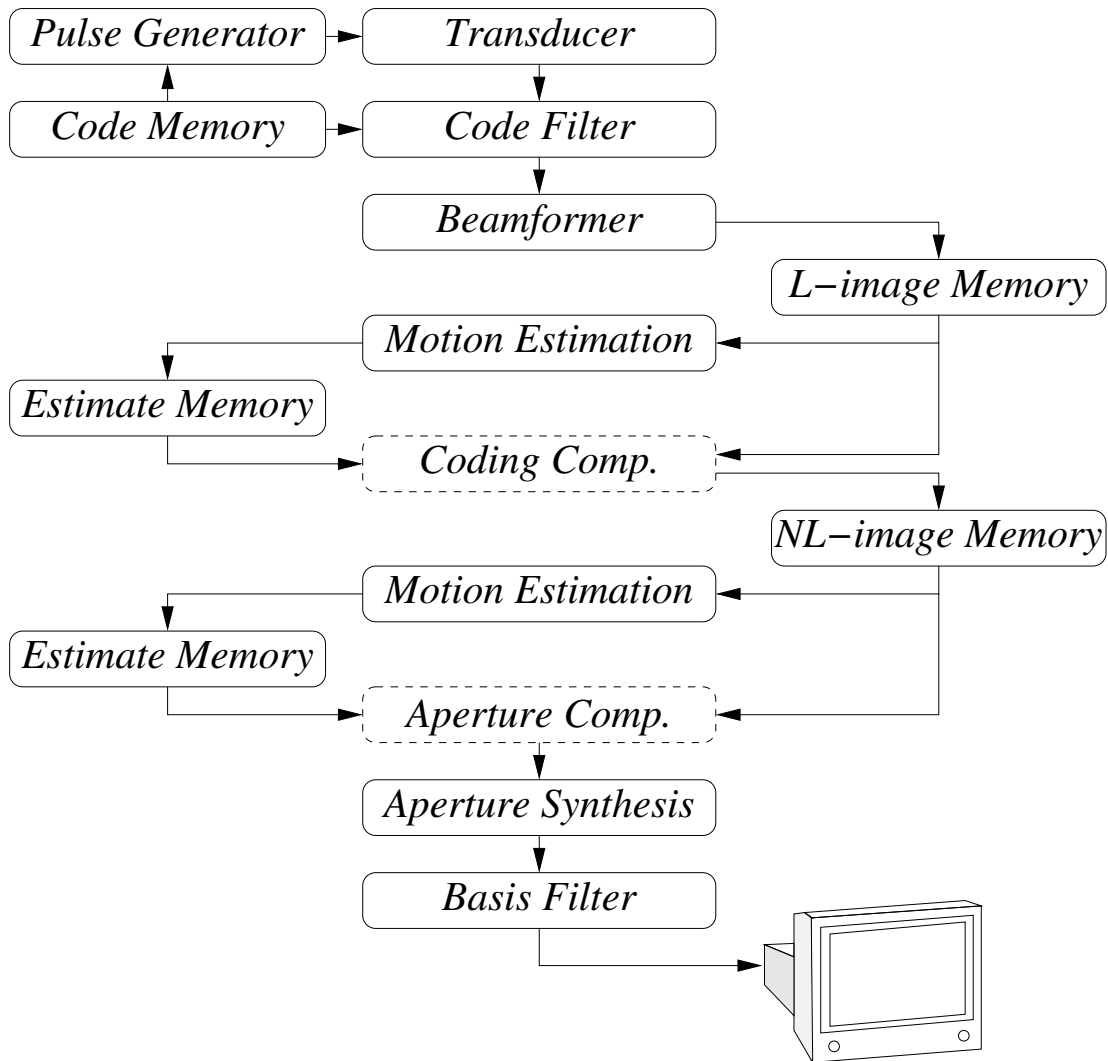 Pulse Generator
Transducer
Code Memory
Code Filter
Beamformer
L−image Memory
Motion Estimation
Estimate Memory
Coding Comp.
NL−image Memory
Motion Estimation
Estimate Memory
Aperture Comp.
Aperture Synthesis
Basis Filter